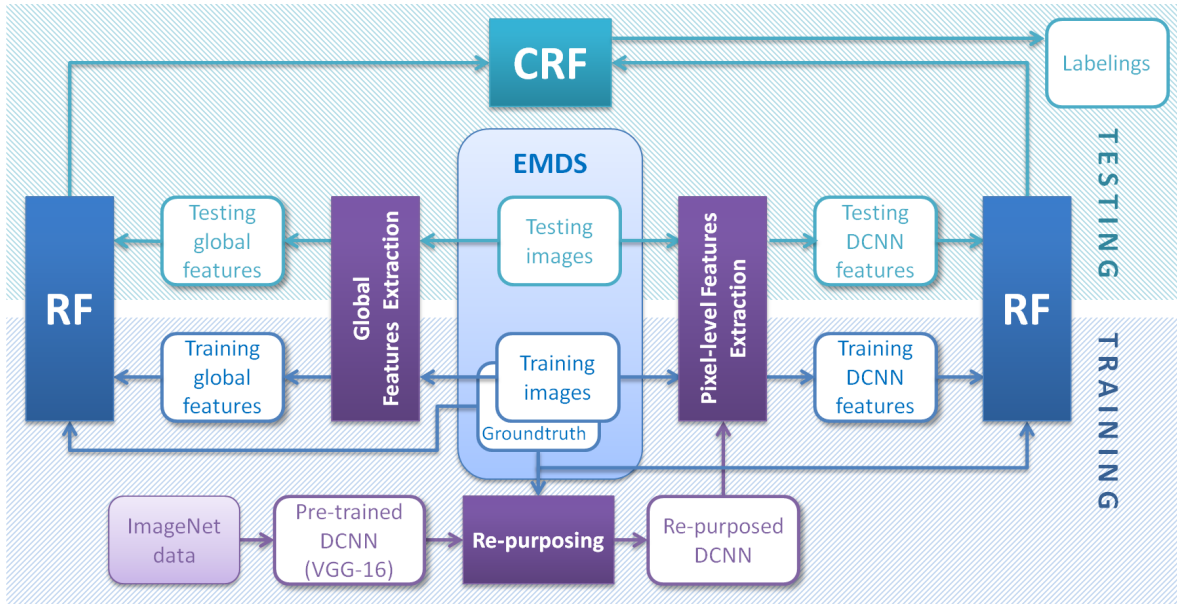 CRF
Labelings
TESTING
EMDS
Testing
global
features
Global
Features Extraction
Testing
images
Pixel-level Features
Extraction
Testing
DCNN
features
RF
RF
TRAINING
Training
global
features
Training
images
Groundtruth
Training
DCNN
features
ImageNet
data
Pre-trained
DCNN
(VGG-16)
Re-purposing
Re-purposed
DCNN